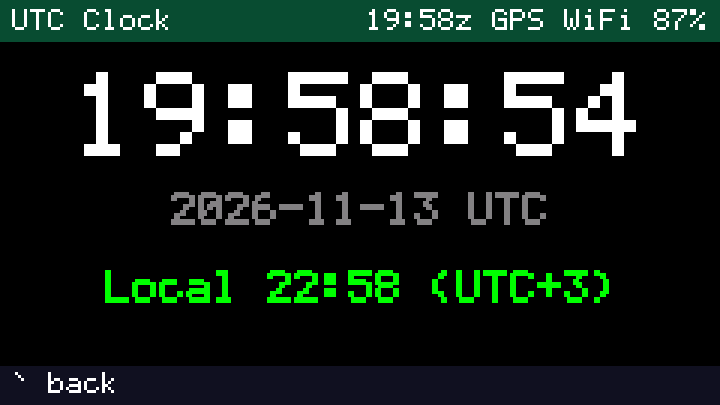 UTC Clock 19:58z GPS WiFi 87%
19:58:54
2026-11-13 UTC
Local 22:58 (UTC+3)
` back